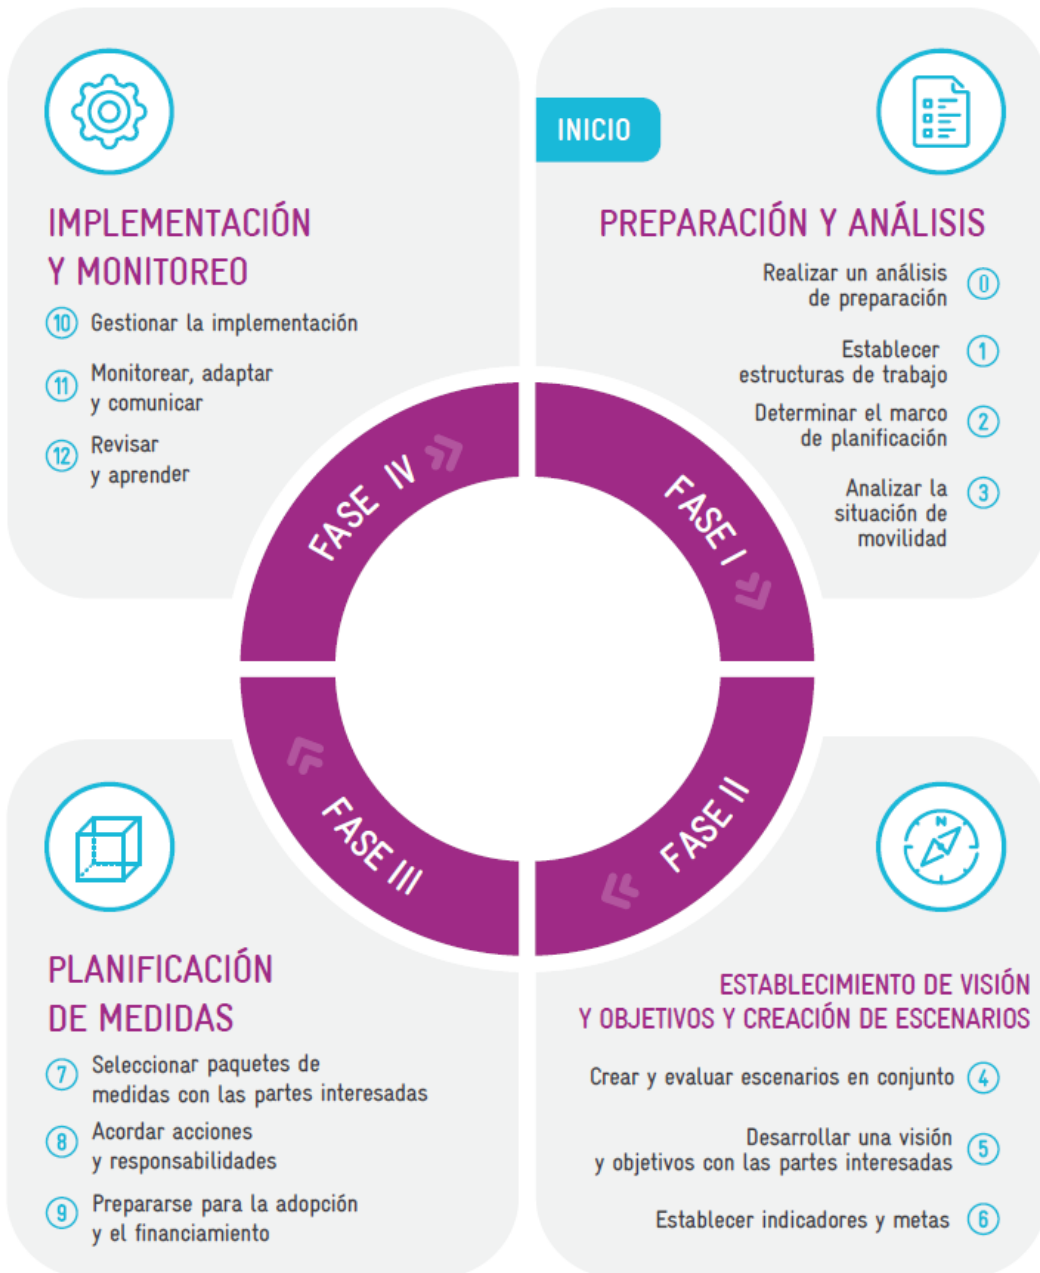 INICIO
PREPARACIÓN Y ANÁLISIS
Realizar un análisis
de preparación
0
Establecer
estructuras de trabajo
1
Determinar el marco
de planificación
2
Analizar la
situación de
movilidad
3
FASE I
FASE II
ESTABLECIMIENTO DE VISIÓN
Y OBJETIVOS Y CREACIÓN DE ESCENARIOS
N
Crear y evaluar escenarios en conjunto 4
Desarrollar una visión
y objetivos con las partes interesadas
5
Establecer indicadores y metas 6
FASE III
PLANIFICACIÓN
DE MEDIDAS
7
Seleccionar paquetes de
medidas con las partes interesadas
8
Acordar acciones
y responsabilidades
9
Prepararse para la adopción
y el financiamiento
FASE IV
IMPLEMENTACIÓN
Y MONITOREO
10 Gestionar la implementación
11
Monitorear, adaptar
y comunicar
12
Revisar
y aprender